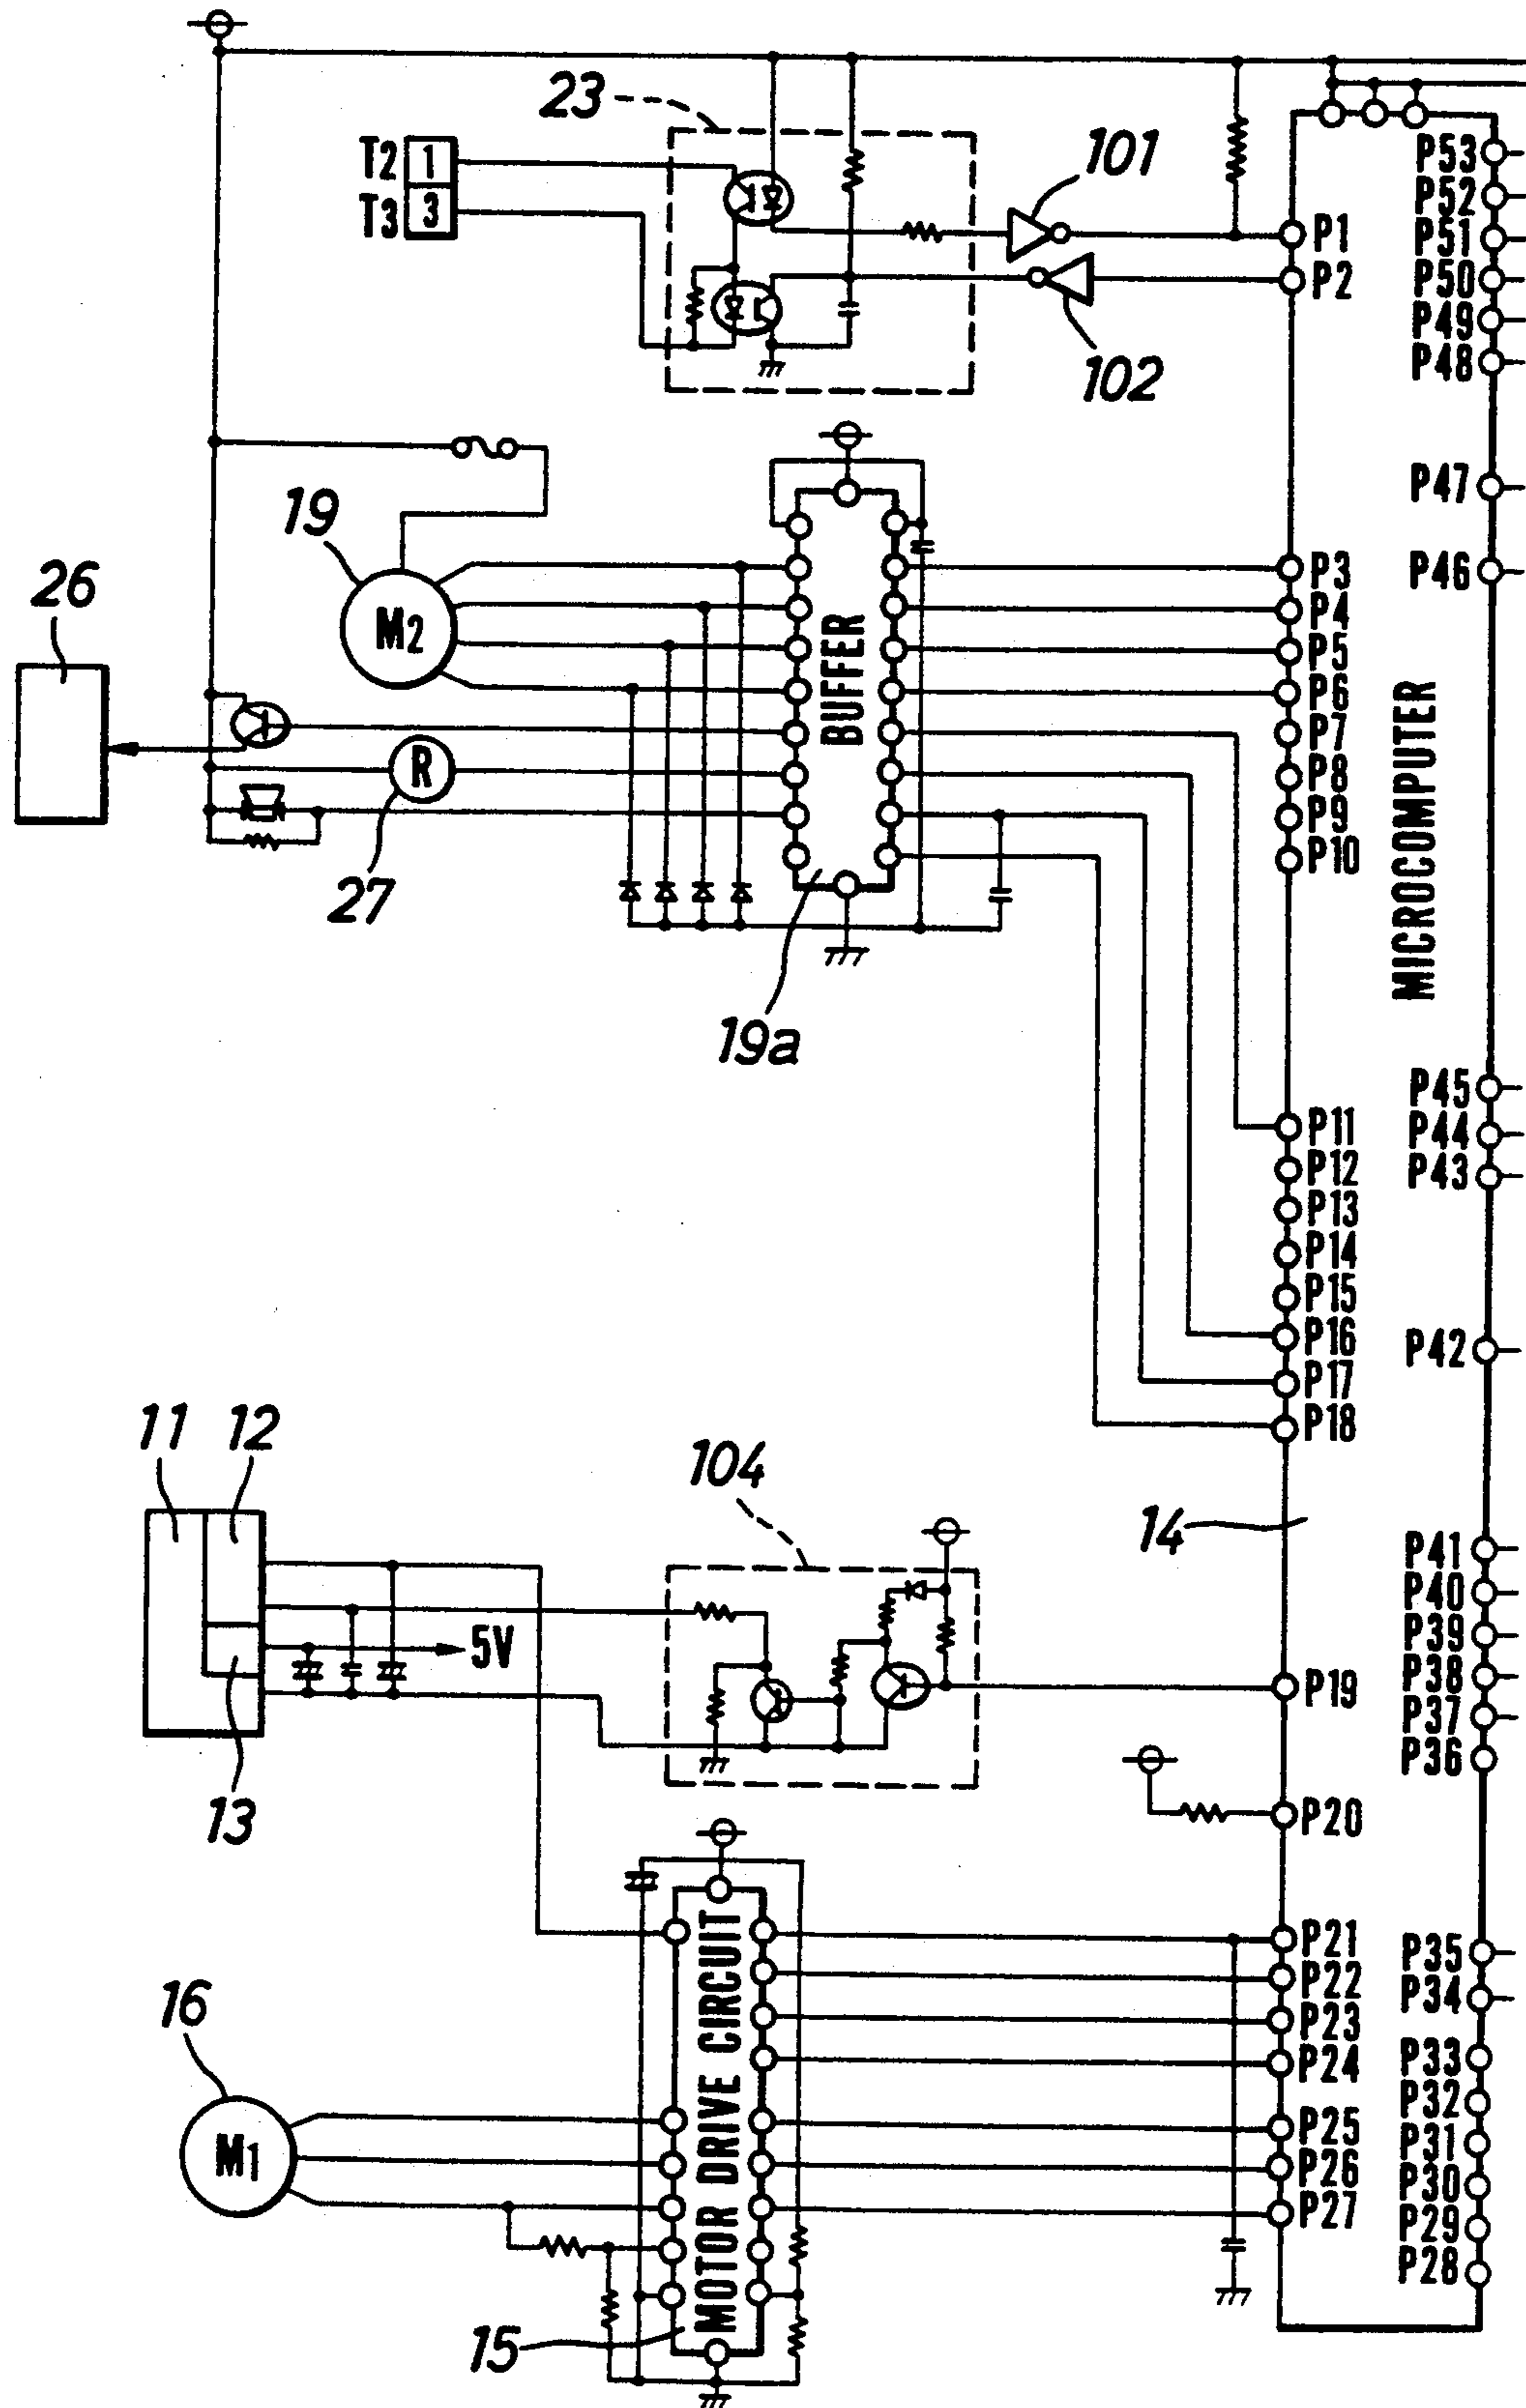 23
T2 1
T3 3
101
102
P1
P2
P53
P52
P51
P50
P49
P48
P47
P46
19
M2
26
R
27
BUFFER
19a
P3
P4
P5
P6
P7
P8
P9
P10
MICROCOMPUTER
P45
P44
P43
P11
P12
P13
P14
P15
P16
P17
P18
P42
11
12
104
14
5V
13
P19
P20
P41
P40
P39
P38
P37
P36
MOTOR DRIVE CIRCUIT
16
M1
15
P21
P22
P23
P24
P25
P26
P27
P35
P34
P33
P32
P31
P30
P29
P28